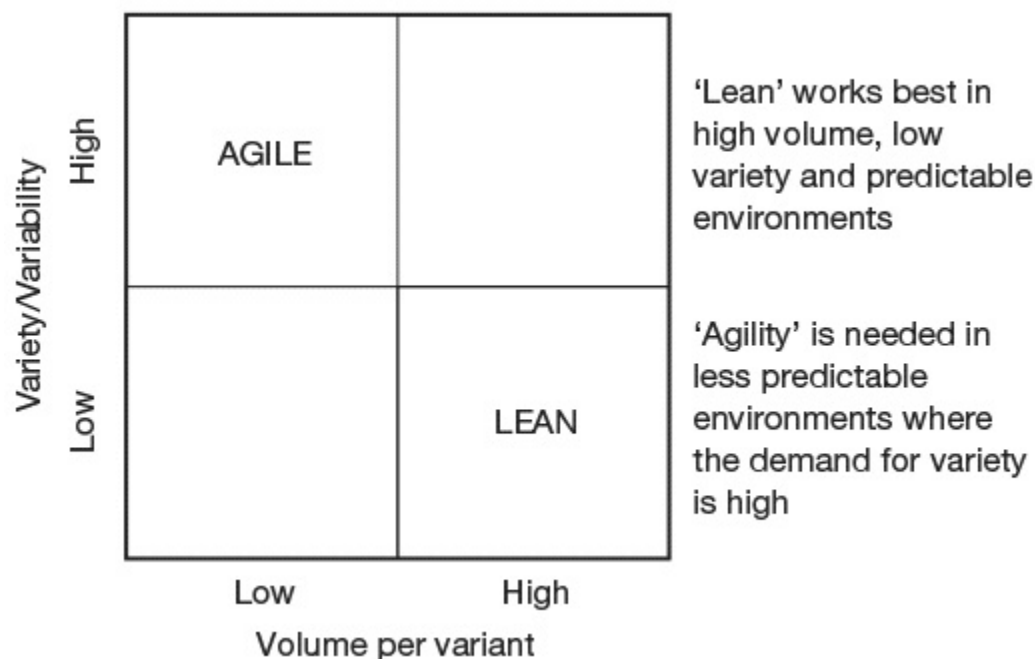 Variety/Variability
High
Low
AGILE
LEAN
Low
High
Volume per variant
‘Lean’ works best in
high volume, low
variety and predictable
environments
‘Agility’ is needed in
less predictable
environments where
the demand for variety
is high